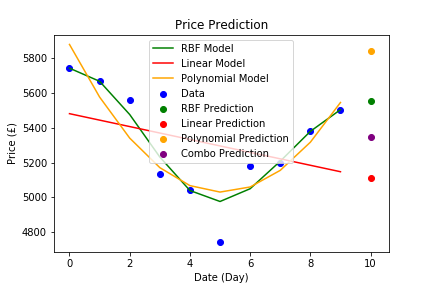 Price Prediction
Price (£)
5800
5600
5400
5200
5000
4800
RBF Model
Linear Model
Polynomial Model
Data
RBF Prediction
Linear Prediction
Polynomial Prediction
Combo Prediction
0
2
4
6
8
10
Date (Day)